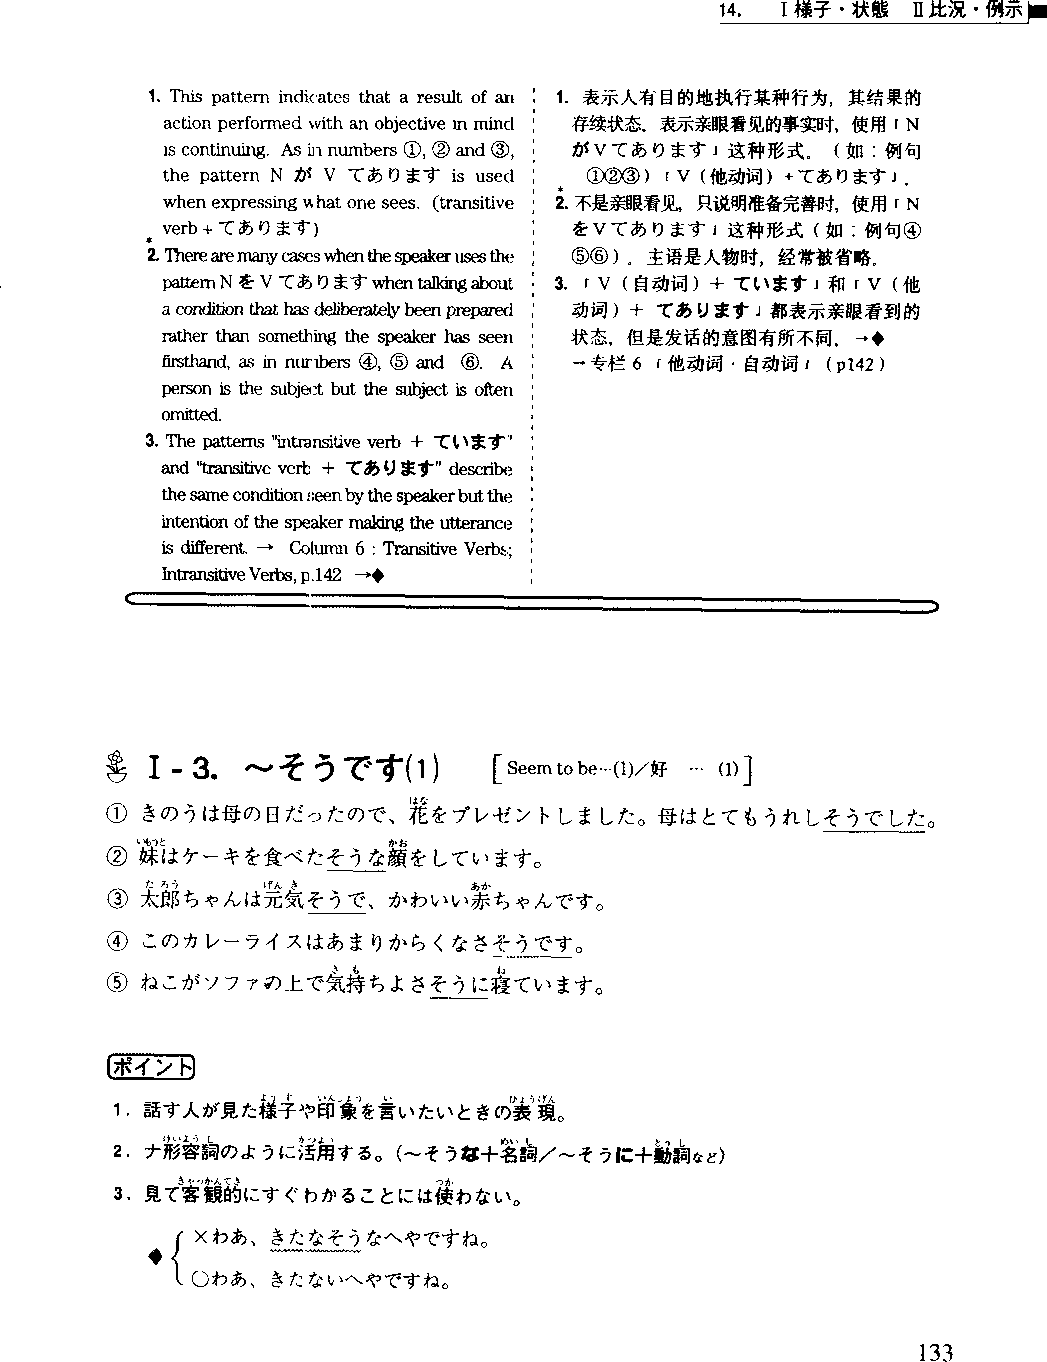 14. Ⅰ様子・状態 Ⅱ比況・例示
1. This pattern indicates that a result of an
action performed with an objective in mind
is continuing. As in numbers ①, ② and ③,
the pattern N が V てあります is used
when expressing what one sees. (transitive
verb + てあります)
2. There are many cases when the speaker uses the
pattern N を V てあります when talking about
a condition that has deliberately been prepared
rather than something the speaker has seen
firsthand, as in numbers ④, ⑤ and ⑥. A
person is the subject but the subject is often
omitted.
3. The patterns "intransitive verb + ています"
and "transitive verb + てあります" describe
the same condition seen by the speaker but the
intention of the speaker making the utterance
is different. → Column 6 : Transitive Verbs;
Intransitive Verbs, p.142 →◆
1. 表示人有目的地执行某种行为，其结果的
存续状态。表示亲眼看见的事实时，使用「N
がVてあります」这种形式。(如：例句
①②③)「V（他动词）+てあります」.
2. 不是亲眼看见，只说明准备完善时，使用「N
をVてあります」这种形式（如：例句④
⑤⑥）。主语是人物时，经常被省略。
3. 「V（自动词）+ ています」和「V（他
动词）+ てあります」都表示亲眼看到的
状态，但是发话的意图有所不同。→◆
→专栏6「他动词・自动词」(p142)
Ⅰ-3. ～そうです(1) [Seem to be…(1)/好 … (1)]
① きのうは母の日だったので、花をプレゼントしました。母はとてもうれしそうでした。
② 妹はケーキを食べたそうな顔をしています。
③ 太郎ちゃんは元気そうで、かわいい赤ちゃんです。
④ このカレーライスはあまりからくなさそうです。
⑤ ねこがソファの上で気持ちよさそうに寝ています。
ポイント
1. 話す人が見た様子や印象を言いたいときの表現。
2. ナ形容詞のように活用する。(～そうな＋名詞／～そうに＋動詞など)
3. 見て客観的にすぐわかることには使わない。
◆ ×わあ、きたなそうなへやですね。
○わあ、きたないへやですね。
133